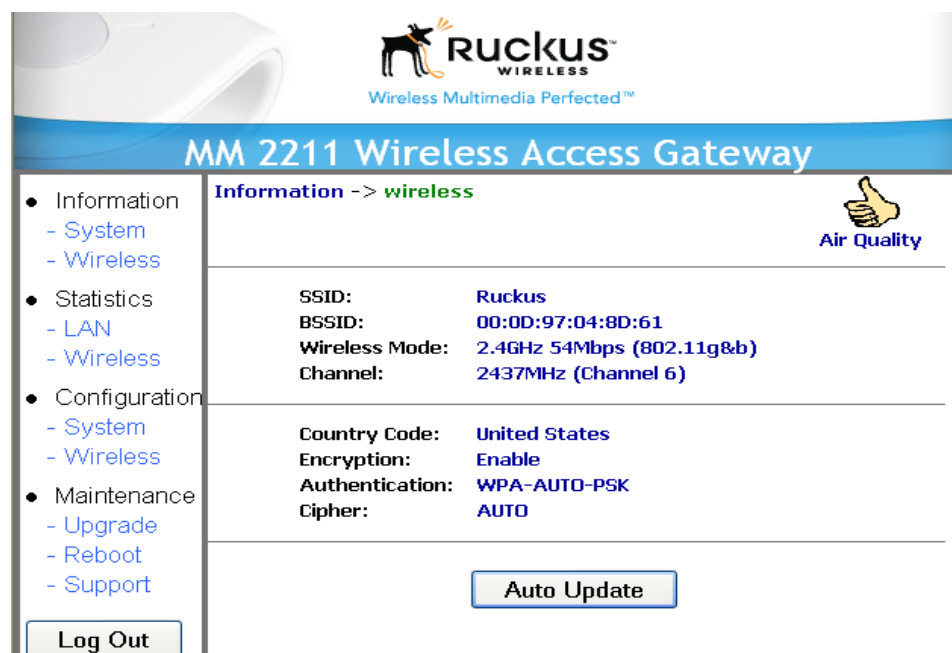 RUCKUS™
WIRELESS
Wireless Multimedia Perfected™
MM 2211 Wireless Access Gateway
• Information
- System
- Wireless
• Statistics
- LAN
- Wireless
• Configuration
- System
- Wireless
• Maintenance
- Upgrade
- Reboot
- Support
Log Out
Information -> wireless
Air Quality
SSID: Ruckus
BSSID: 00:0D:97:04:8D:61
Wireless Mode: 2.4GHz 54Mbps (802.11g&b)
Channel: 2437MHz (Channel 6)
Country Code: United States
Encryption: Enable
Authentication: WPA-AUTO-PSK
Cipher: AUTO
Auto Update